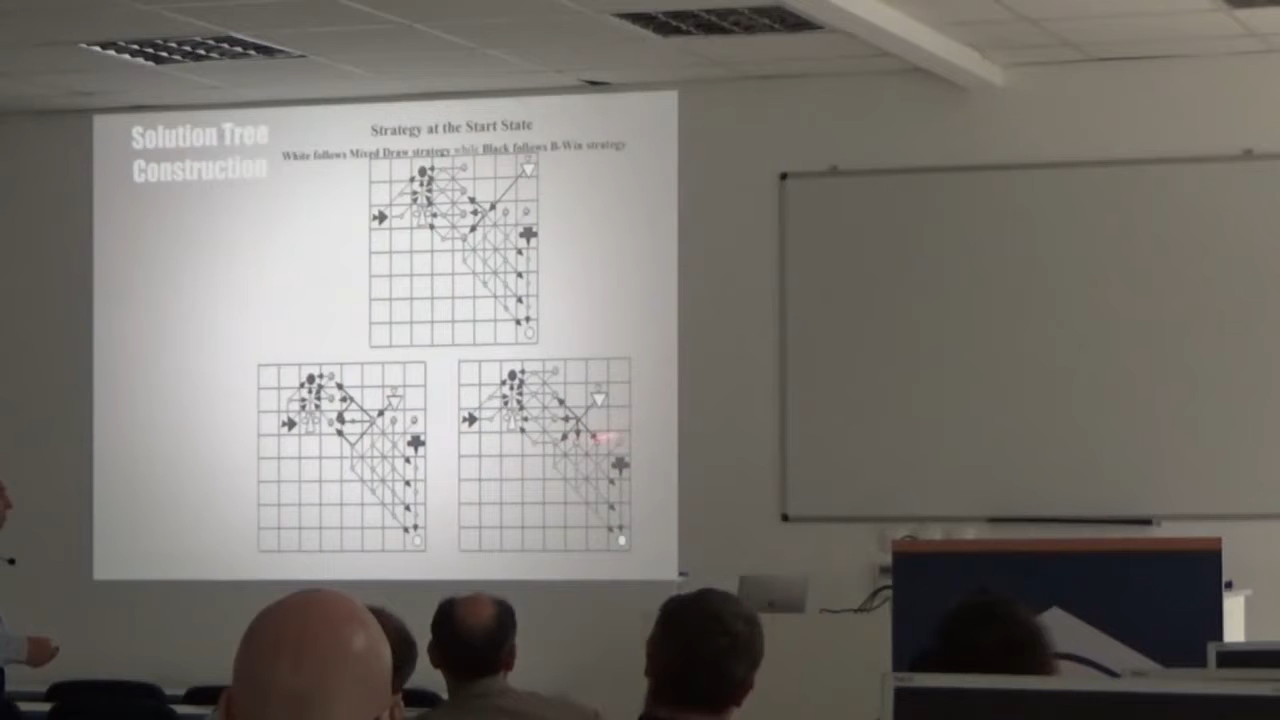 Solution Tree
Construction
Strategy at the Start State
White follows Mixed Draw strategy while Black follows B-Win strategy